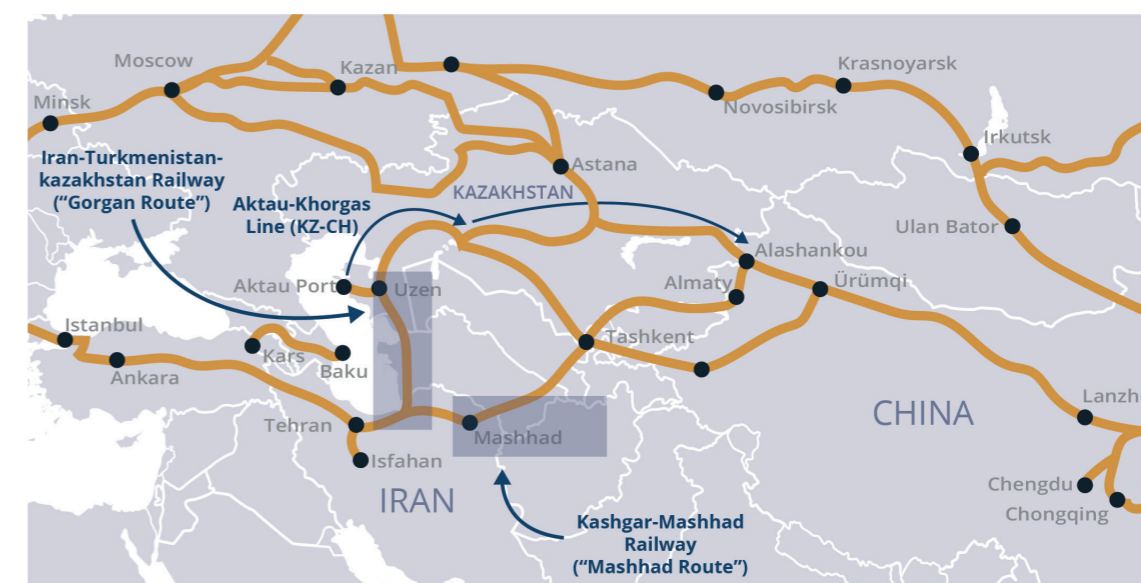 Moscow
Kazan
Krasnoyarsk
Minsk
Novosibirsk
Irkutsk
Iran-Turkmenistan-
kazakhstan Railway
(“Gorgan Route”)
Astana
KAZAKHSTAN
Aktau-Khorgas
Line (KZ-CH)
Ulan Bator
Alashankou
Aktau Port
Uzen
Almaty
Ürümqi
Istanbul
Kars
Baku
Tashkent
Ankara
Lanzh
CHINA
Tehran
Mashhad
Isfahan
IRAN
Chengdu
Chongqing
Kashgar-Mashhad
Railway
(“Mashhad Route”)